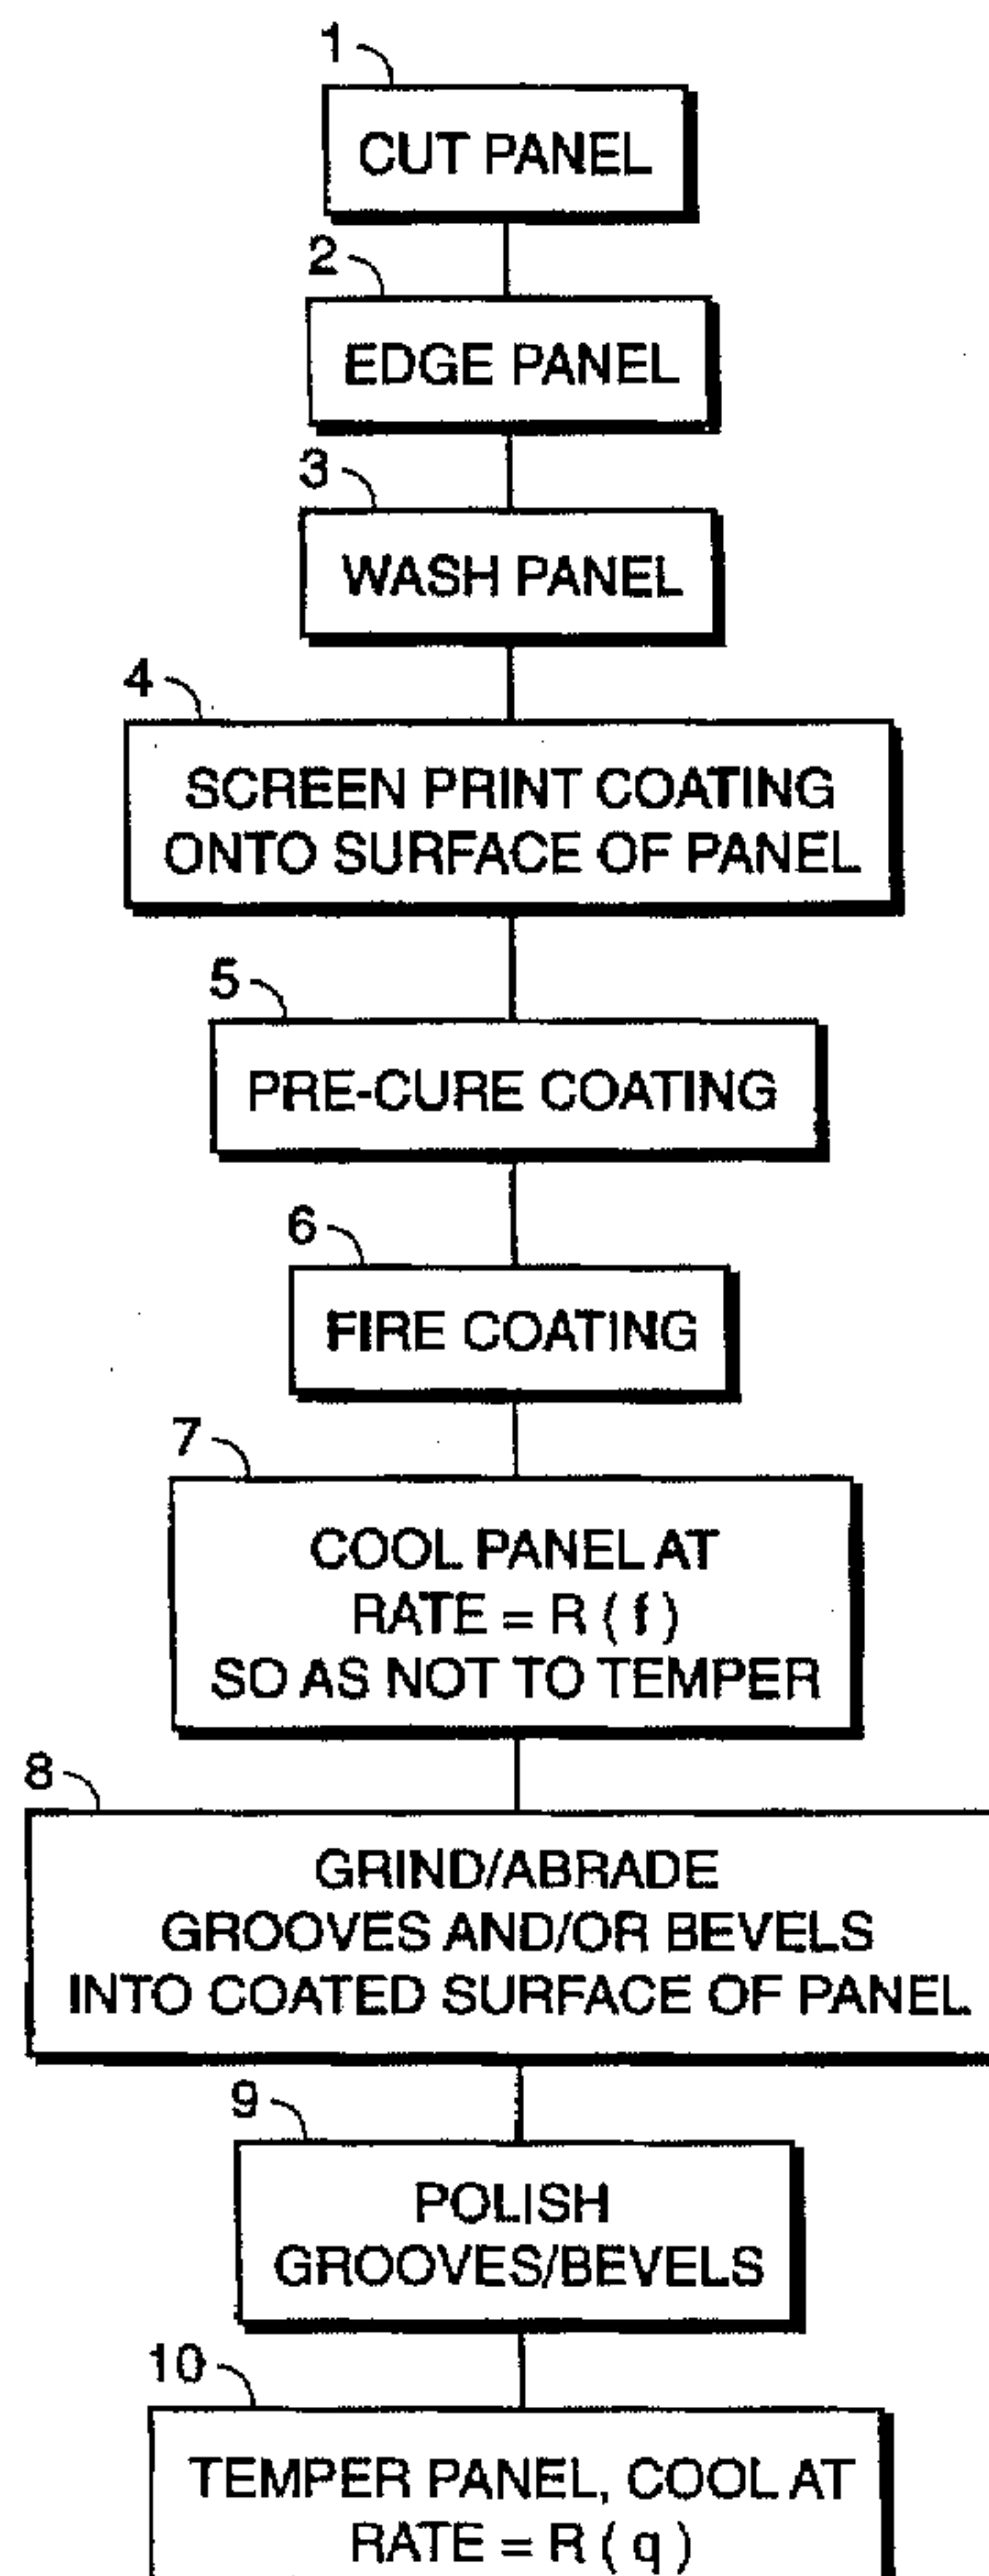 1
CUT PANEL
2
EDGE PANEL
3
WASH PANEL
4
SCREEN PRINT COATING
ONTO SURFACE OF PANEL
5
PRE-CURE COATING
6
FIRE COATING
7
COOL PANEL AT
RATE = R ( f )
SO AS NOT TO TEMPER
8
GRIND/ABRADE
GROOVES AND/OR BEVELS
INTO COATED SURFACE OF PANEL
9
POLISH
GROOVES/BEVELS
10
TEMPER PANEL, COOL AT
RATE = R ( q )